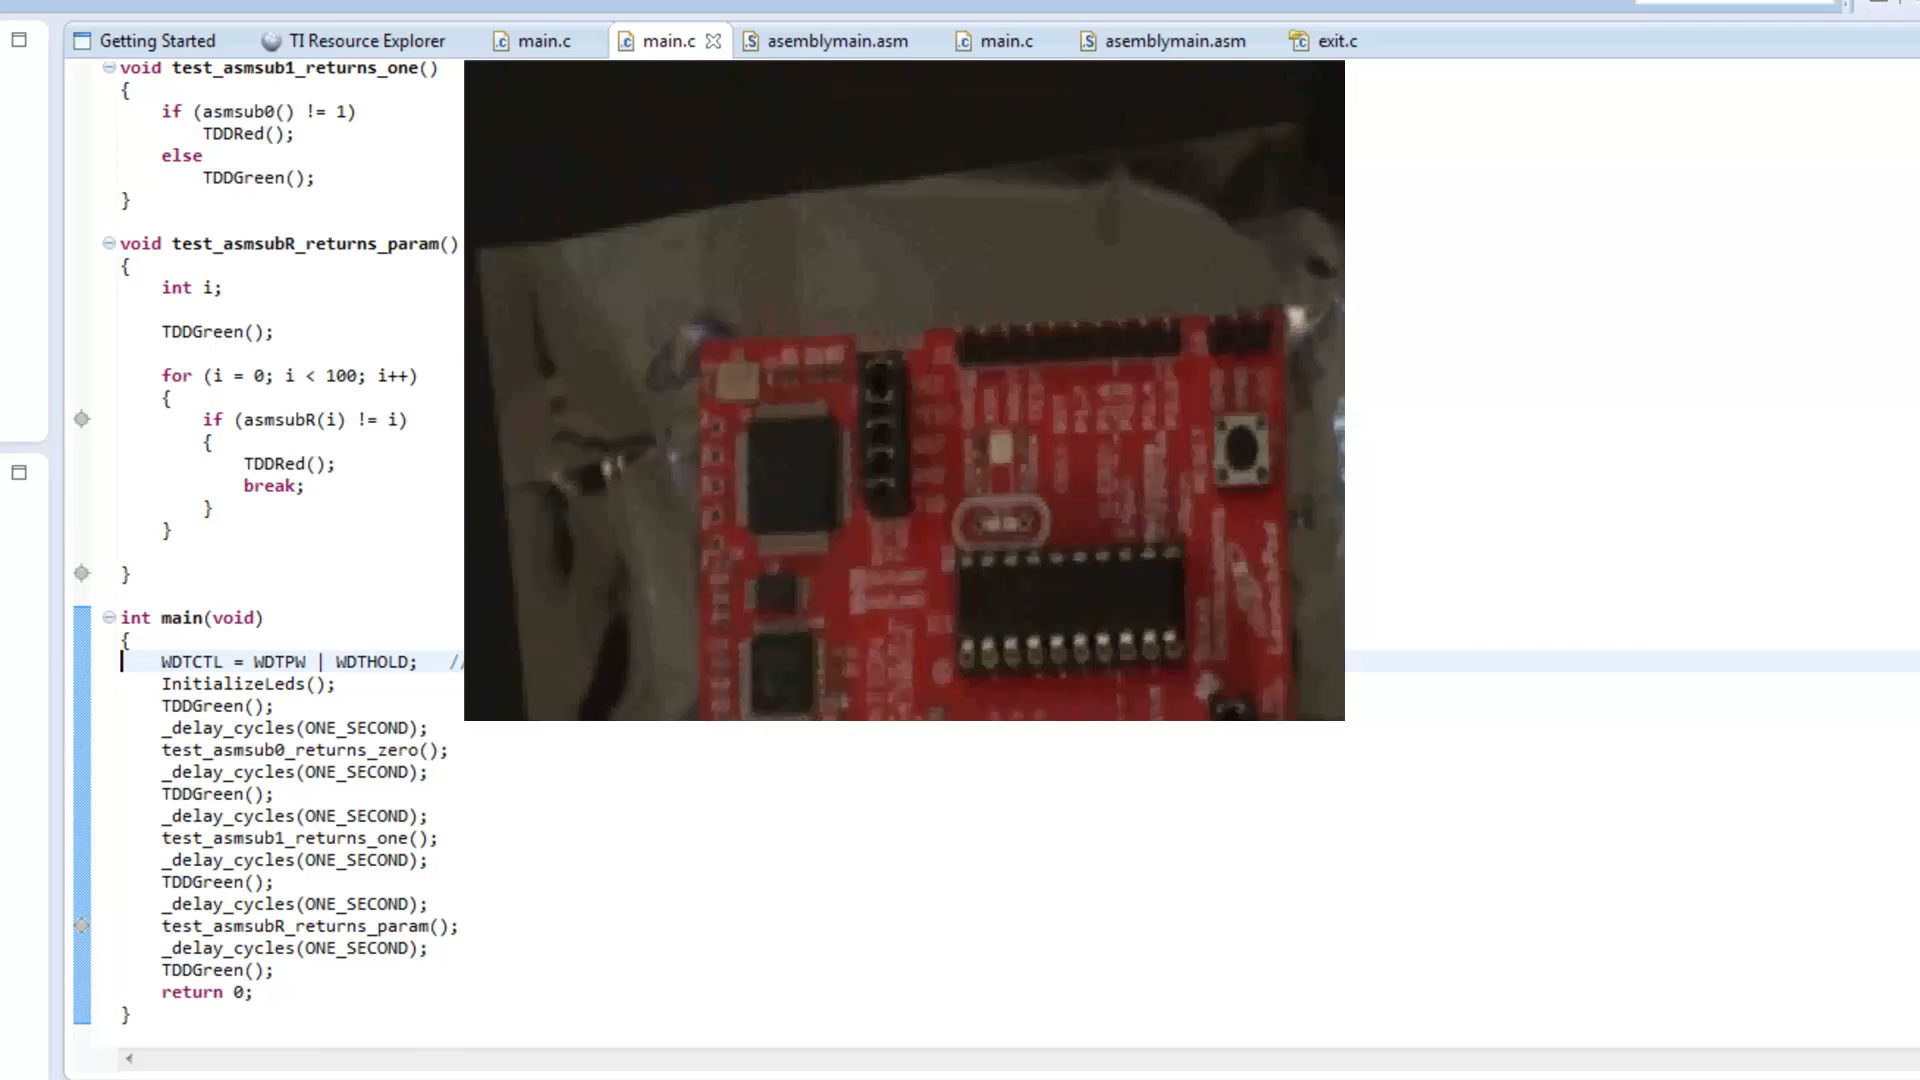 Getting Started TI Resource Explorer main.c main.c asemblymain.asm main.c asemblymain.asm exit.c
void test_asmsub1_returns_one()
{
if (asmsub0() != 1)
TDDRed();
else
TDDGreen();
}
void test_asmsubR_returns_param()
{
int i;
TDDGreen();
for (i = 0; i < 100; i++)
{
if (asmsubR(i) != i)
{
TDDRed();
break;
}
}
}
int main(void)
{
WDTCTL = WDTPW | WDTHOLD; //
InitializeLeds();
TDDGreen();
_delay_cycles(ONE_SECOND);
test_asmsub0_returns_zero();
_delay_cycles(ONE_SECOND);
TDDGreen();
_delay_cycles(ONE_SECOND);
test_asmsub1_returns_one();
_delay_cycles(ONE_SECOND);
TDDGreen();
_delay_cycles(ONE_SECOND);
test_asmsubR_returns_param();
_delay_cycles(ONE_SECOND);
TDDGreen();
return 0;
}